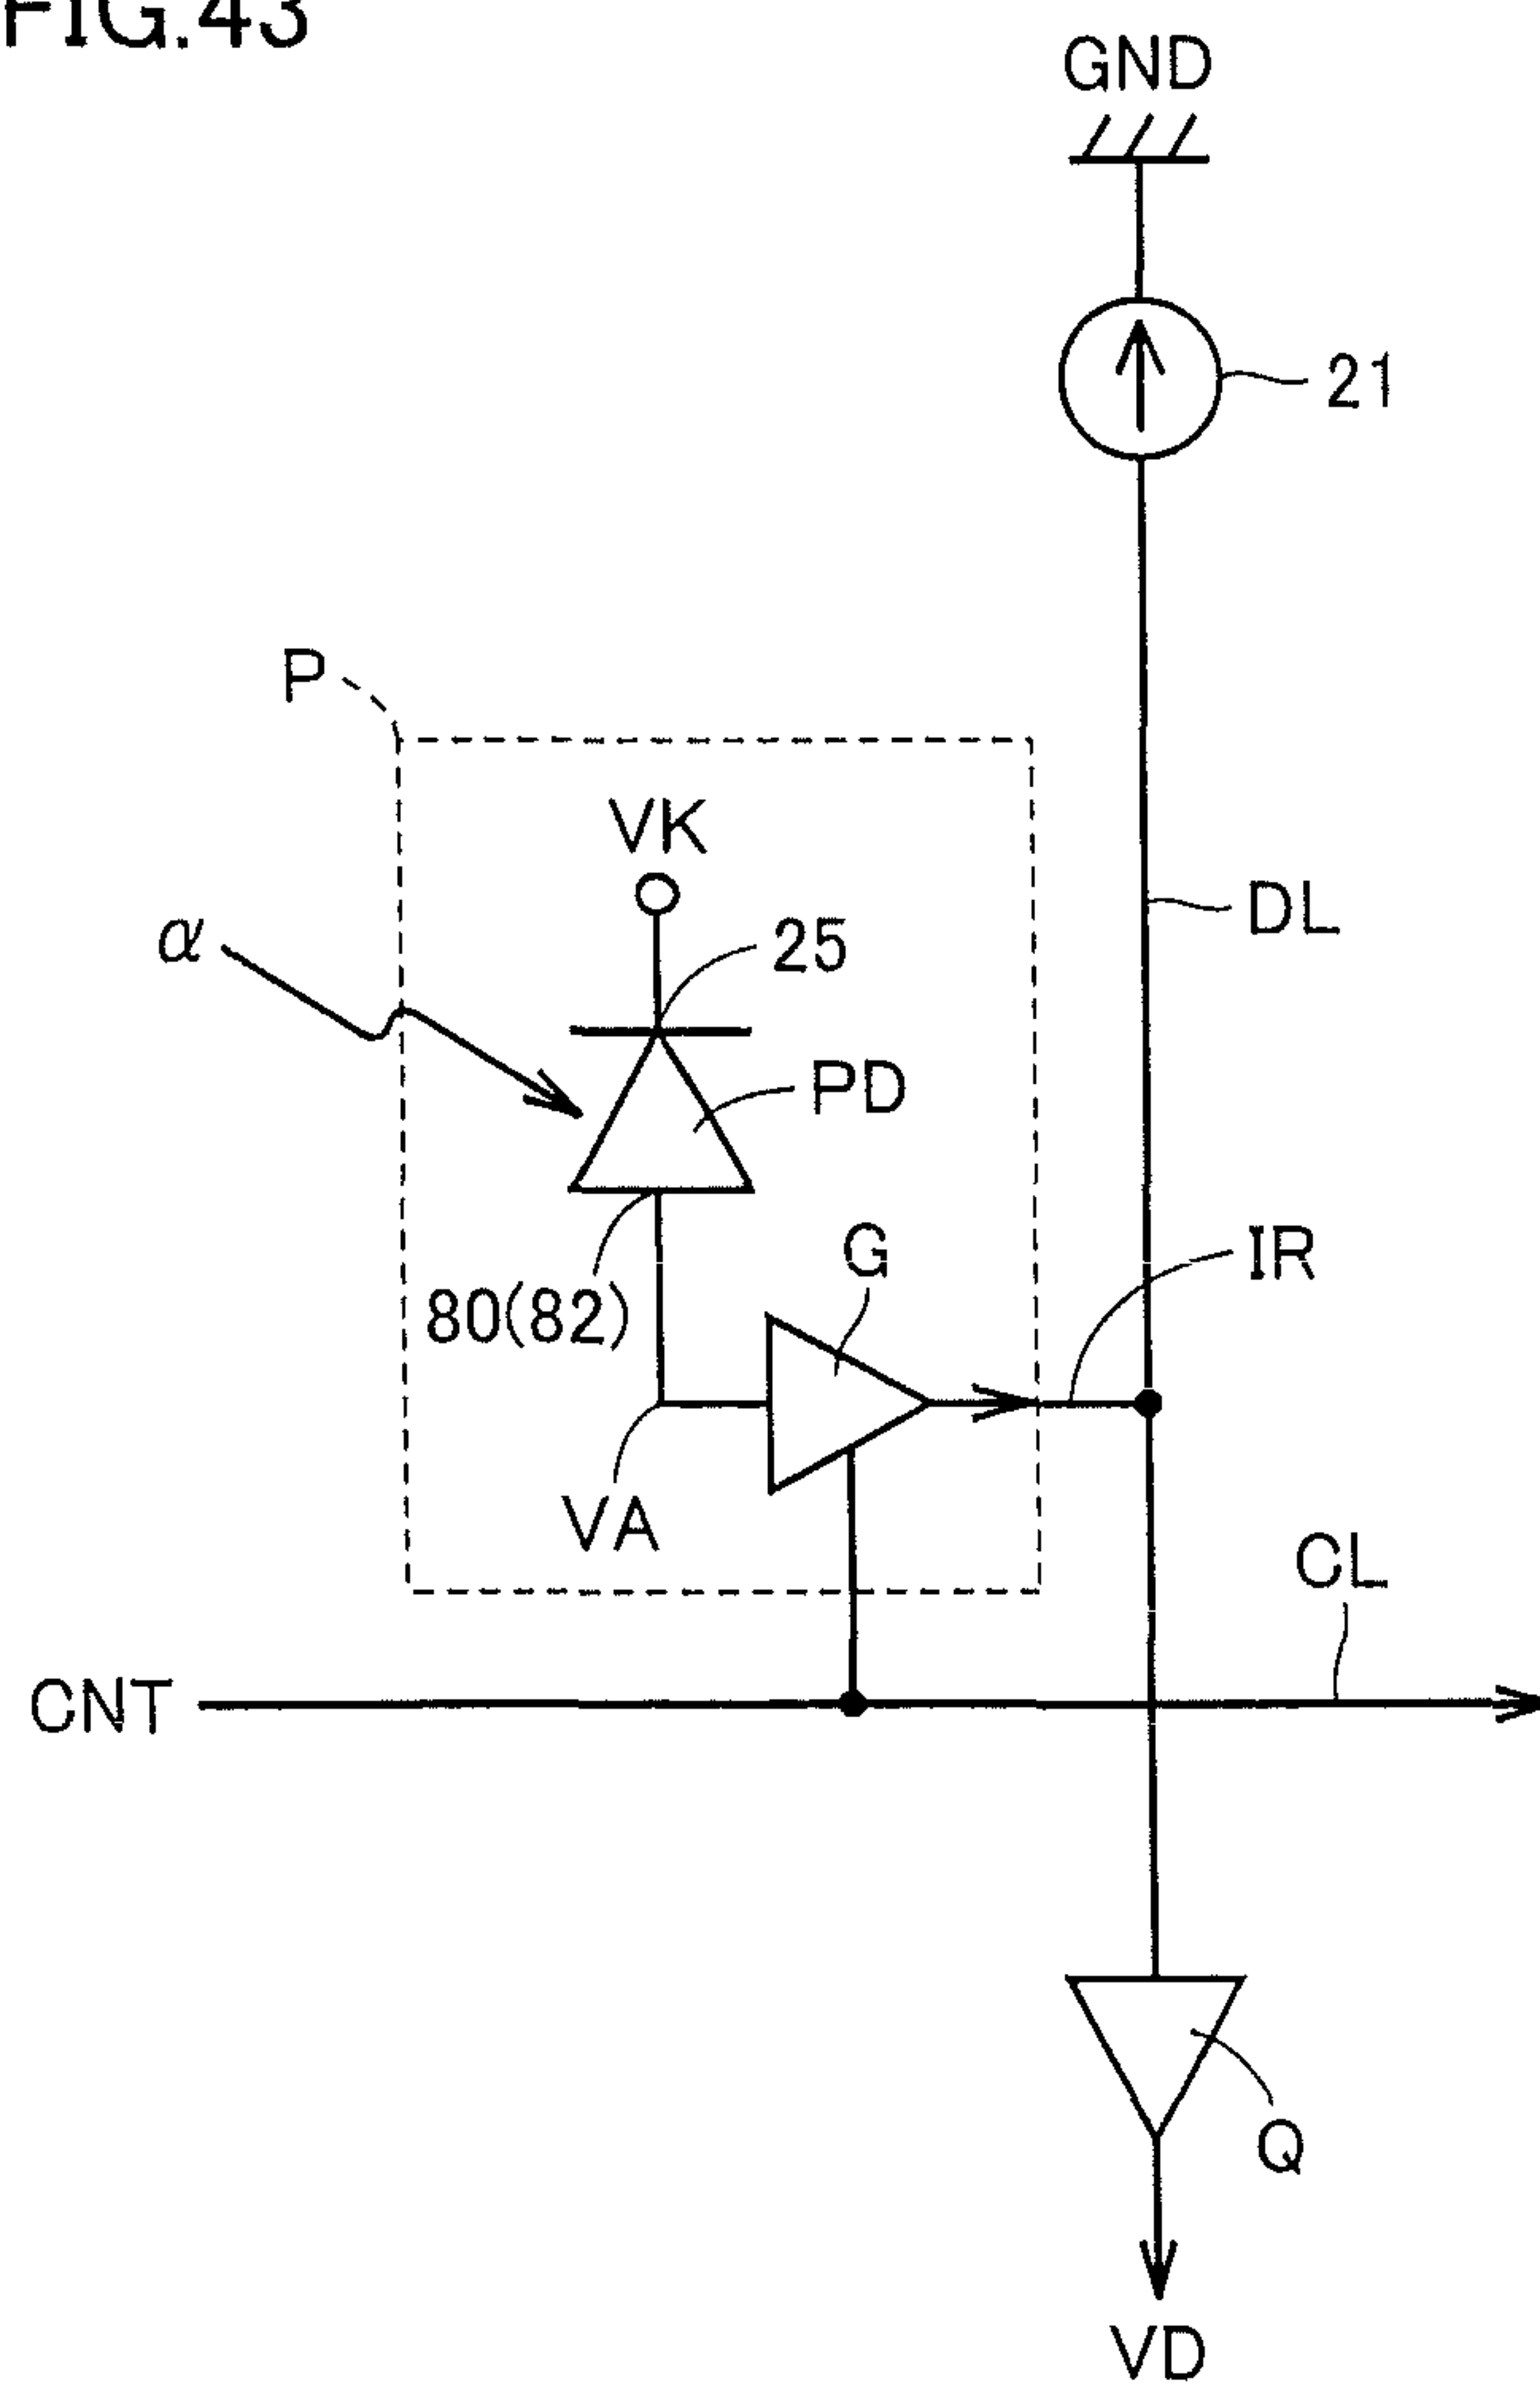 FIG.43
GND
21
P
VK
α
25
DL
PD
G
IR
80(82)
VA
CL
CNT
Q
VD